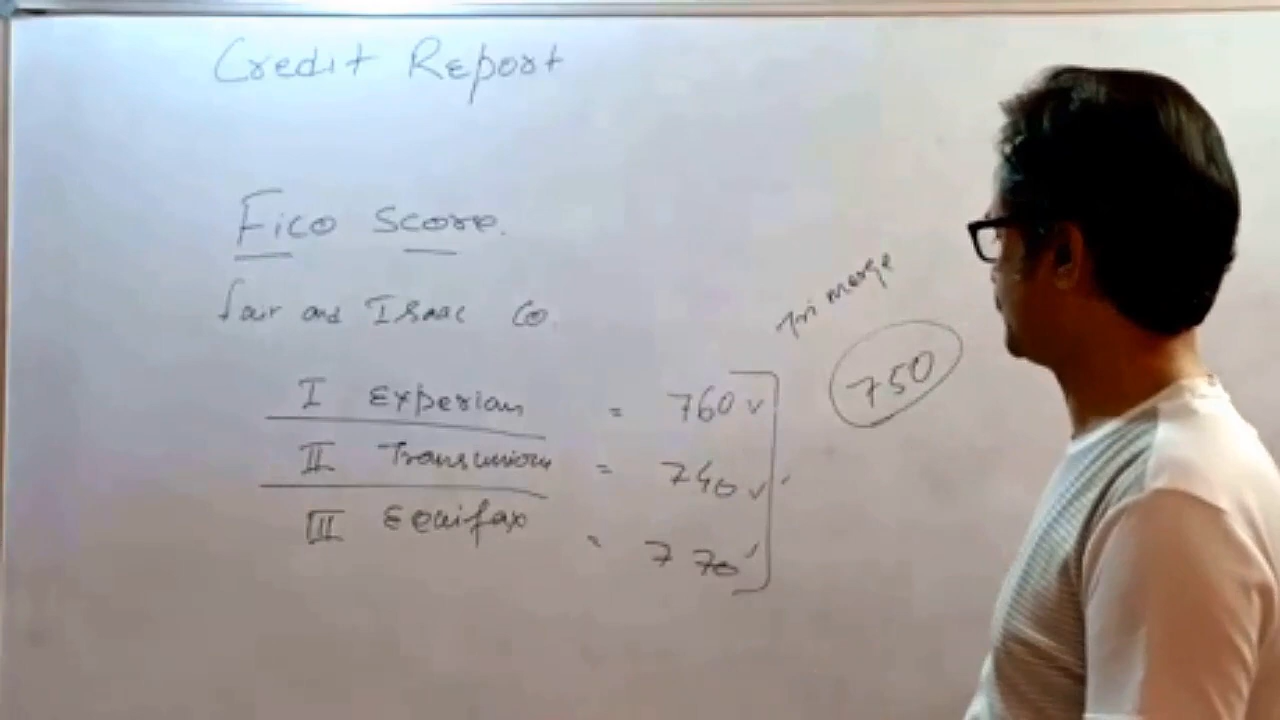 Credit Report
Fico Score.
fair and Isaac Co.
Tri merge
750
I Experian = 760
II Transunion = 740
III Equifax = 770